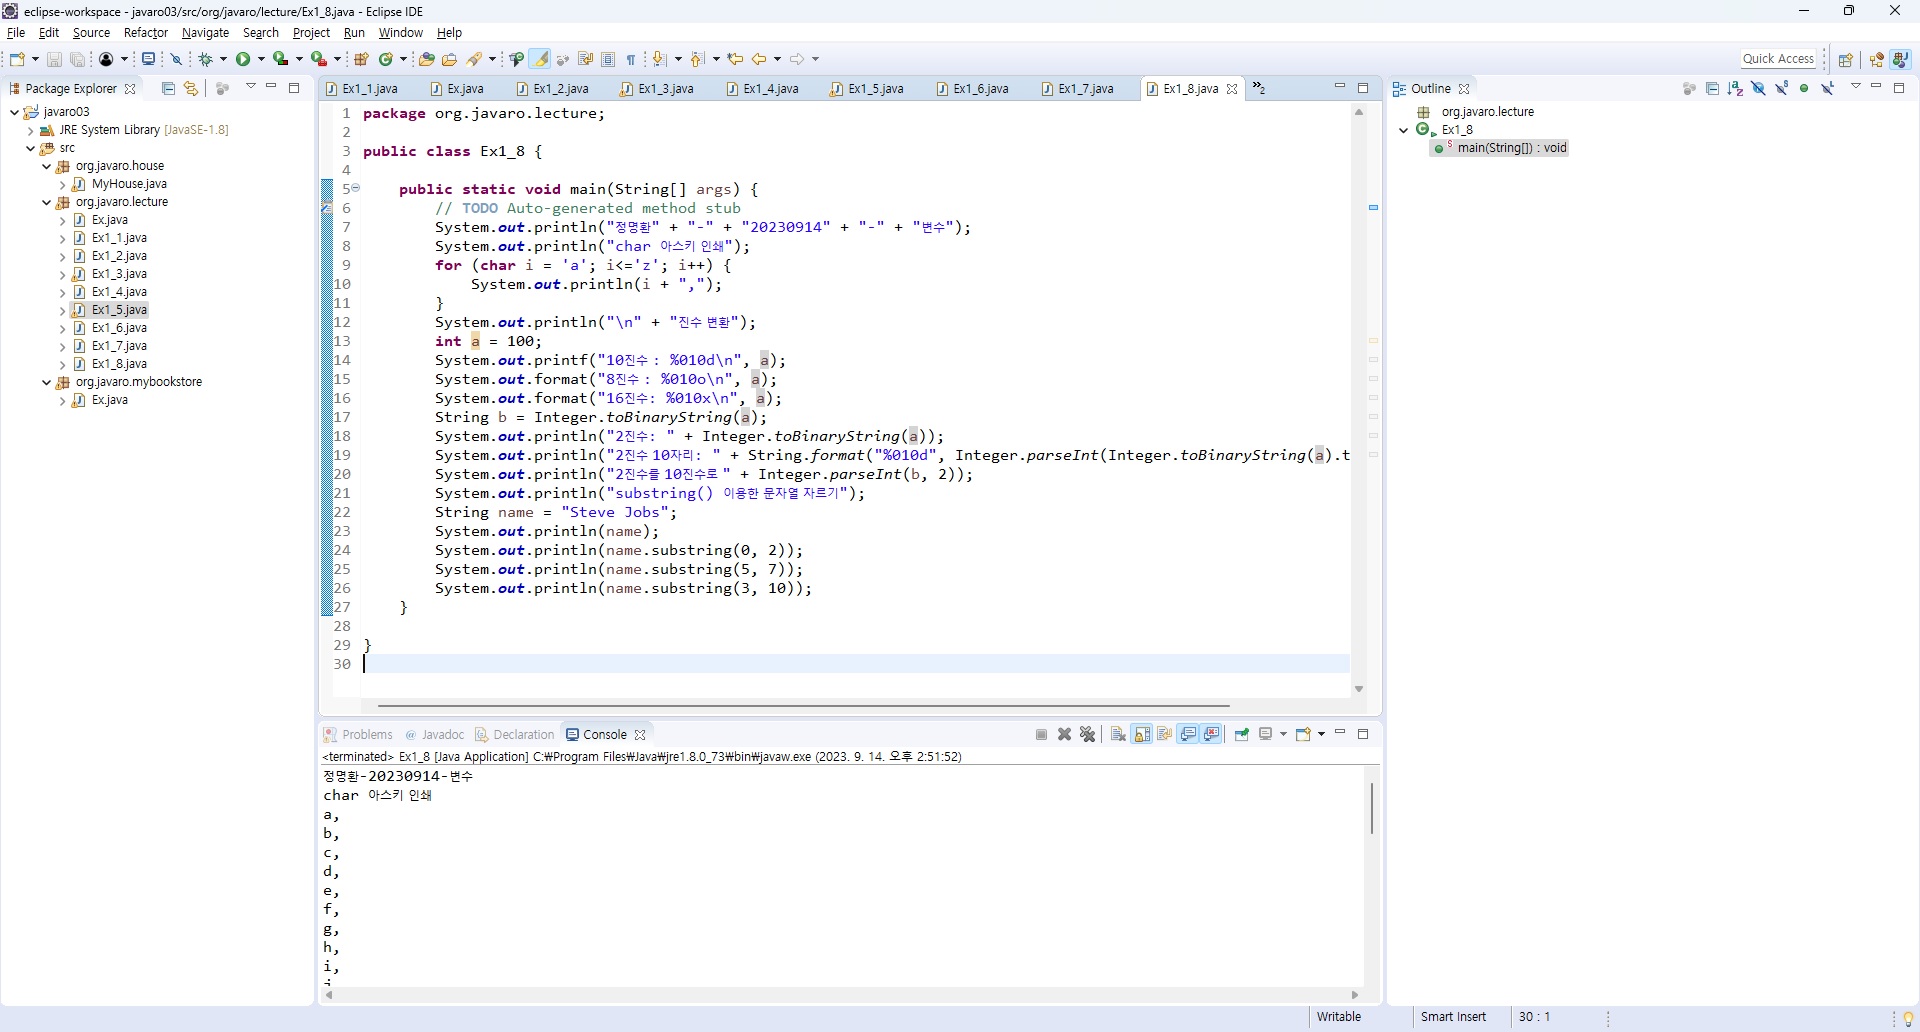 eclipse-workspace - javaro03/src/org/javaro/lecture/Ex1_8.java - Eclipse IDE
File Edit Source Refactor Navigate Search Project Run Window Help
Quick Access
Package Explorer
javaro03
JRE System Library [JavaSE-1.8]
src
org.javaro.house
MyHouse.java
org.javaro.lecture
Ex.java
Ex1_1.java
Ex1_2.java
Ex1_3.java
Ex1_4.java
Ex1_5.java
Ex1_6.java
Ex1_7.java
Ex1_8.java
org.javaro.mybookstore
Ex.java
Ex1_1.java Ex.java Ex1_2.java Ex1_3.java Ex1_4.java Ex1_5.java Ex1_6.java Ex1_7.java Ex1_8.java »2
1 package org.javaro.lecture;
2
3 public class Ex1_8 {
4
5 public static void main(String[] args) {
6 // TODO Auto-generated method stub
7 System.out.println("정명환" + "-" + "20230914" + "-" + "변수");
8 System.out.println("char 아스키 인쇄");
9 for (char i = 'a'; i<='z'; i++) {
10 System.out.println(i + ",");
11 }
12 System.out.println("\n" + "진수 변환");
13 int a = 100;
14 System.out.printf("10진수 : %010d\n", a);
15 System.out.format("8진수 : %010o\n", a);
16 System.out.format("16진수: %010x\n", a);
17 String b = Integer.toBinaryString(a);
18 System.out.println("2진수: " + Integer.toBinaryString(a));
19 System.out.println("2진수 10자리: " + String.format("%010d", Integer.parseInt(Integer.toBinaryString(a).t
20 System.out.println("2진수를 10진수로 " + Integer.parseInt(b, 2));
21 System.out.println("substring() 이용한 문자열 자르기");
22 String name = "Steve Jobs";
23 System.out.println(name);
24 System.out.println(name.substring(0, 2));
25 System.out.println(name.substring(5, 7));
26 System.out.println(name.substring(3, 10));
27 }
28
29 }
30
Outline
org.javaro.lecture
Ex1_8
main(String[]) : void
Problems @ Javadoc Declaration Console
<terminated> Ex1_8 [Java Application] C:₩Program Files₩Java₩jre1.8.0_73₩bin₩javaw.exe (2023. 9. 14. 오후 2:51:52)
정명환-20230914-변수
char 아스키 인쇄
a,
b,
c,
d,
e,
f,
g,
h,
i,
Writable Smart Insert 30 : 1